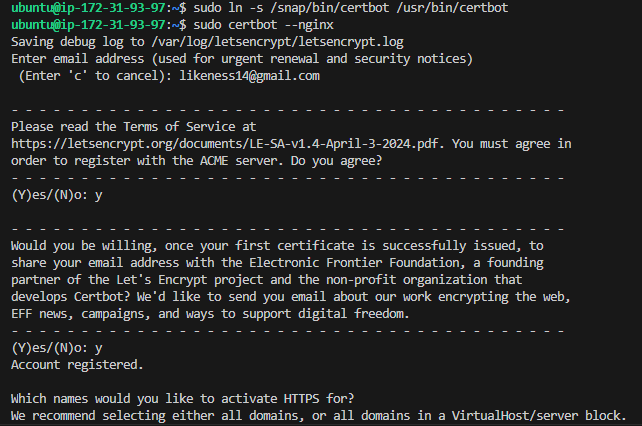 ubuntu@ip-172-31-93-97:~$ sudo ln -s /snap/bin/certbot /usr/bin/certbot
ubuntu@ip-172-31-93-97:~$ sudo certbot --nginx
Saving debug log to /var/log/letsencrypt/letsencrypt.log
Enter email address (used for urgent renewal and security notices)
 (Enter 'c' to cancel): likeness14@gmail.com

- - - - - - - - - - - - - - - - - - - - - - - - - - - - - - - - - - - - - - - -
Please read the Terms of Service at
https://letsencrypt.org/documents/LE-SA-v1.4-April-3-2024.pdf. You must agree in
order to register with the ACME server. Do you agree?
- - - - - - - - - - - - - - - - - - - - - - - - - - - - - - - - - - - - - - - -
(Y)es/(N)o: y

- - - - - - - - - - - - - - - - - - - - - - - - - - - - - - - - - - - - - - - -
Would you be willing, once your first certificate is successfully issued, to
share your email address with the Electronic Frontier Foundation, a founding
partner of the Let's Encrypt project and the non-profit organization that
develops Certbot? We'd like to send you email about our work encrypting the web,
EFF news, campaigns, and ways to support digital freedom.
- - - - - - - - - - - - - - - - - - - - - - - - - - - - - - - - - - - - - - - -
(Y)es/(N)o: y
Account registered.

Which names would you like to activate HTTPS for?
We recommend selecting either all domains, or all domains in a VirtualHost/server block.